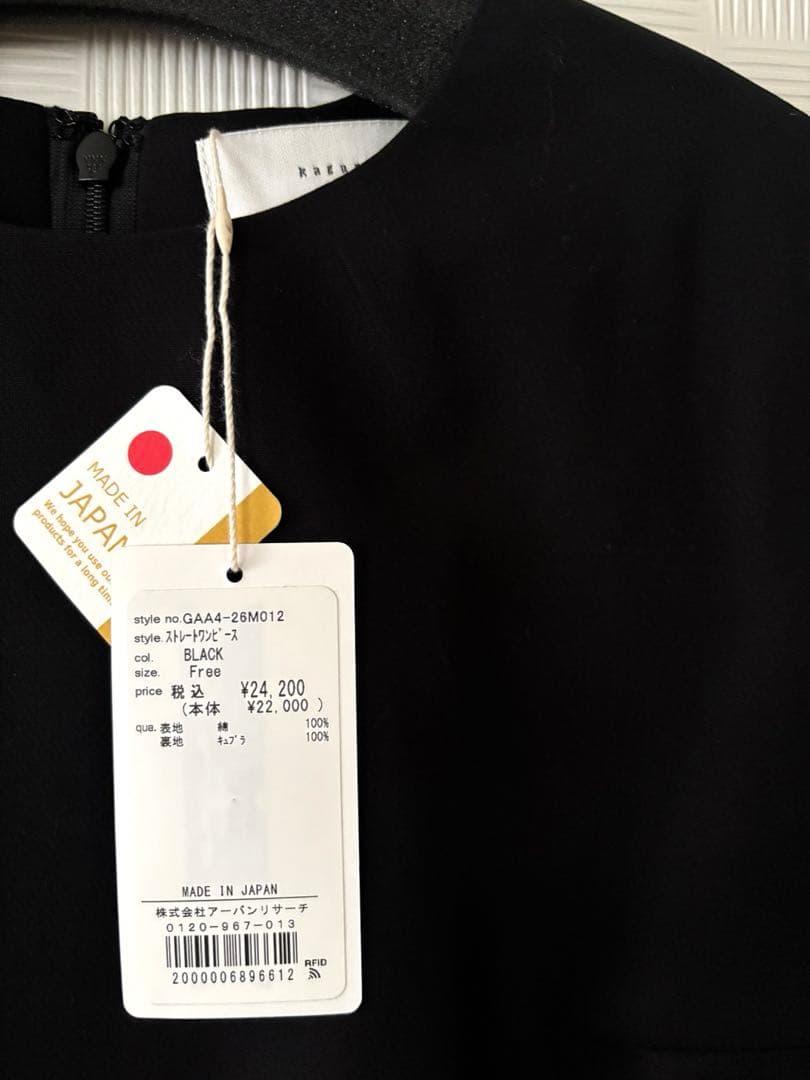 MADE IN
JAPAN
We hope you use
products for a long
style no.GAA4-26M012
style.ｽﾄﾚｰﾄﾜﾝﾋﾟｰｽ
col. BLACK
size. Free
price 税込 ¥24,200
(本体 ¥22,000 )
qua. 表地 綿 100%
裏地 ｷｭﾌﾟﾗ 100%
MADE IN JAPAN
株式会社アーバンリサーチ
0120-967-013
RFID
2000006896612